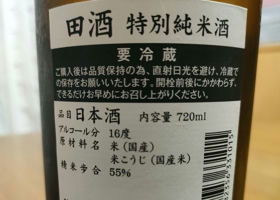 田酒 特別純米酒
要冷蔵
ご購入後は品質保持の為、直射日光を避け、冷蔵で
の保存をお願いいたします。開栓前後にかかわらず、
できるだけお早めにお召し上がりください。
品目 日本酒 内容量 720ml
アルコール分 16度
原材料名 米(国産)
米こうじ(国産米)
精米歩合 55%